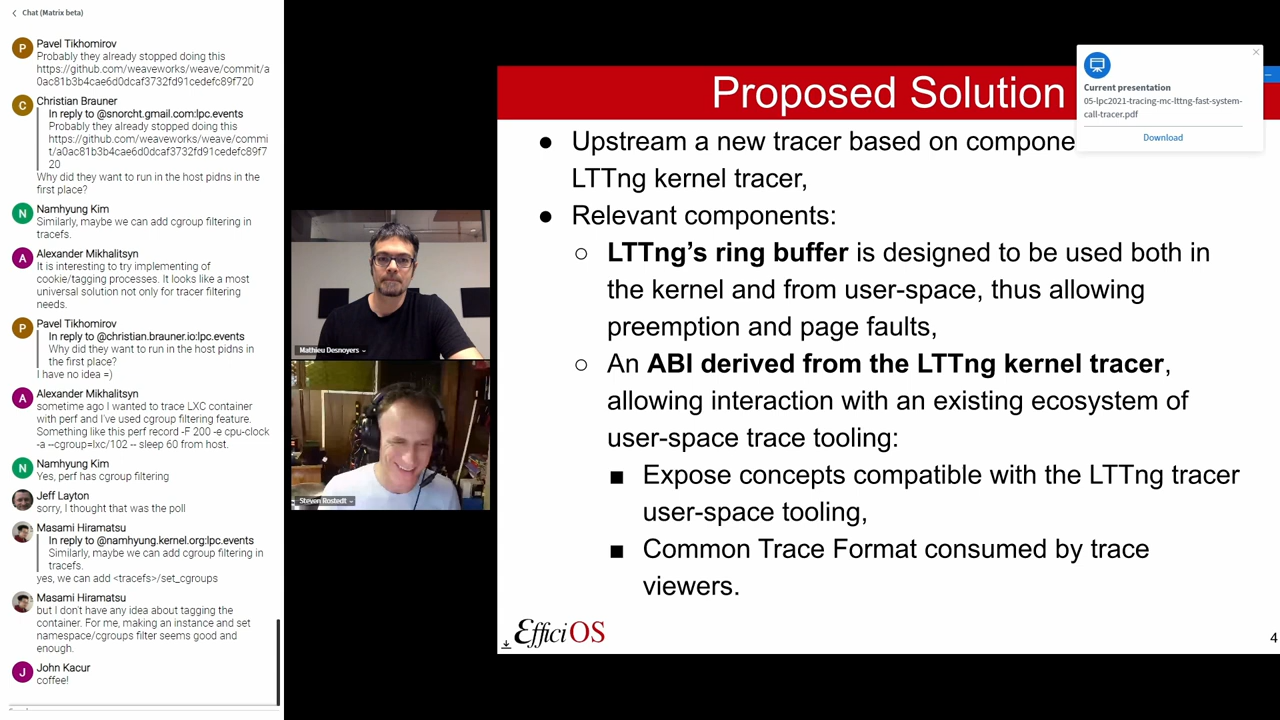 Chat (Matrix beta)
Pavel Tikhomirov
Probably they already stopped doing this
https://github.com/weaveworks/weave/commit/a
0ac81b3b4cae6d0dcaf3732fd91cedefc89f720
Christian Brauner
In reply to @snorcht.gmail.com:lpc.events
Probably they already stopped doing this
https://github.com/weaveworks/weave/commi
t/a0ac81b3b4cae6d0dcaf3732fd91cedefc89f7
20
Why did they want to run in the host pidns in the
first place?
Namhyung Kim
Similarly, maybe we can add cgroup filtering in
tracefs.
Alexander Mikhalitsyn
It is interesting to try implementing of
cookie/tagging processes. It looks like a most
universal solution not only for tracer filtering
needs.
Pavel Tikhomirov
In reply to @christian.brauner.io:lpc.events
Why did they want to run in the host pidns in
the first place?
I have no idea =)
Alexander Mikhalitsyn
sometime ago I wanted to trace LXC container
with perf and I've used cgroup filtering feature.
Something like this perf record -F 200 -e cpu-clock
-a --cgroup=lxc/102 -- sleep 60 from host.
Namhyung Kim
Yes, perf has cgroup filtering
Jeff Layton
sorry, I thought that was the poll
Masami Hiramatsu
In reply to @namhyung.kernel.org:lpc.events
Similarly, maybe we can add cgroup filtering in
tracefs.
yes, we can add <tracefs>/set_cgroups
Masami Hiramatsu
but I don't have any idea about tagging the
container. For me, making an instance and set
namespace/cgroups filter seems good and
enough.
John Kacur
coffee!
Mathieu Desnoyers
Steven Rostedt
Proposed Solution
● Upstream a new tracer based on compone
LTTng kernel tracer,
● Relevant components:
○ LTTng’s ring buffer is designed to be used both in
the kernel and from user-space, thus allowing
preemption and page faults,
○ An ABI derived from the LTTng kernel tracer,
allowing interaction with an existing ecosystem of
user-space trace tooling:
■ Expose concepts compatible with the LTTng tracer
user-space tooling,
■ Common Trace Format consumed by trace
viewers.
EfficiOS
4
Current presentation
05-lpc2021-tracing-mc-lttng-fast-system-
call-tracer.pdf
Download